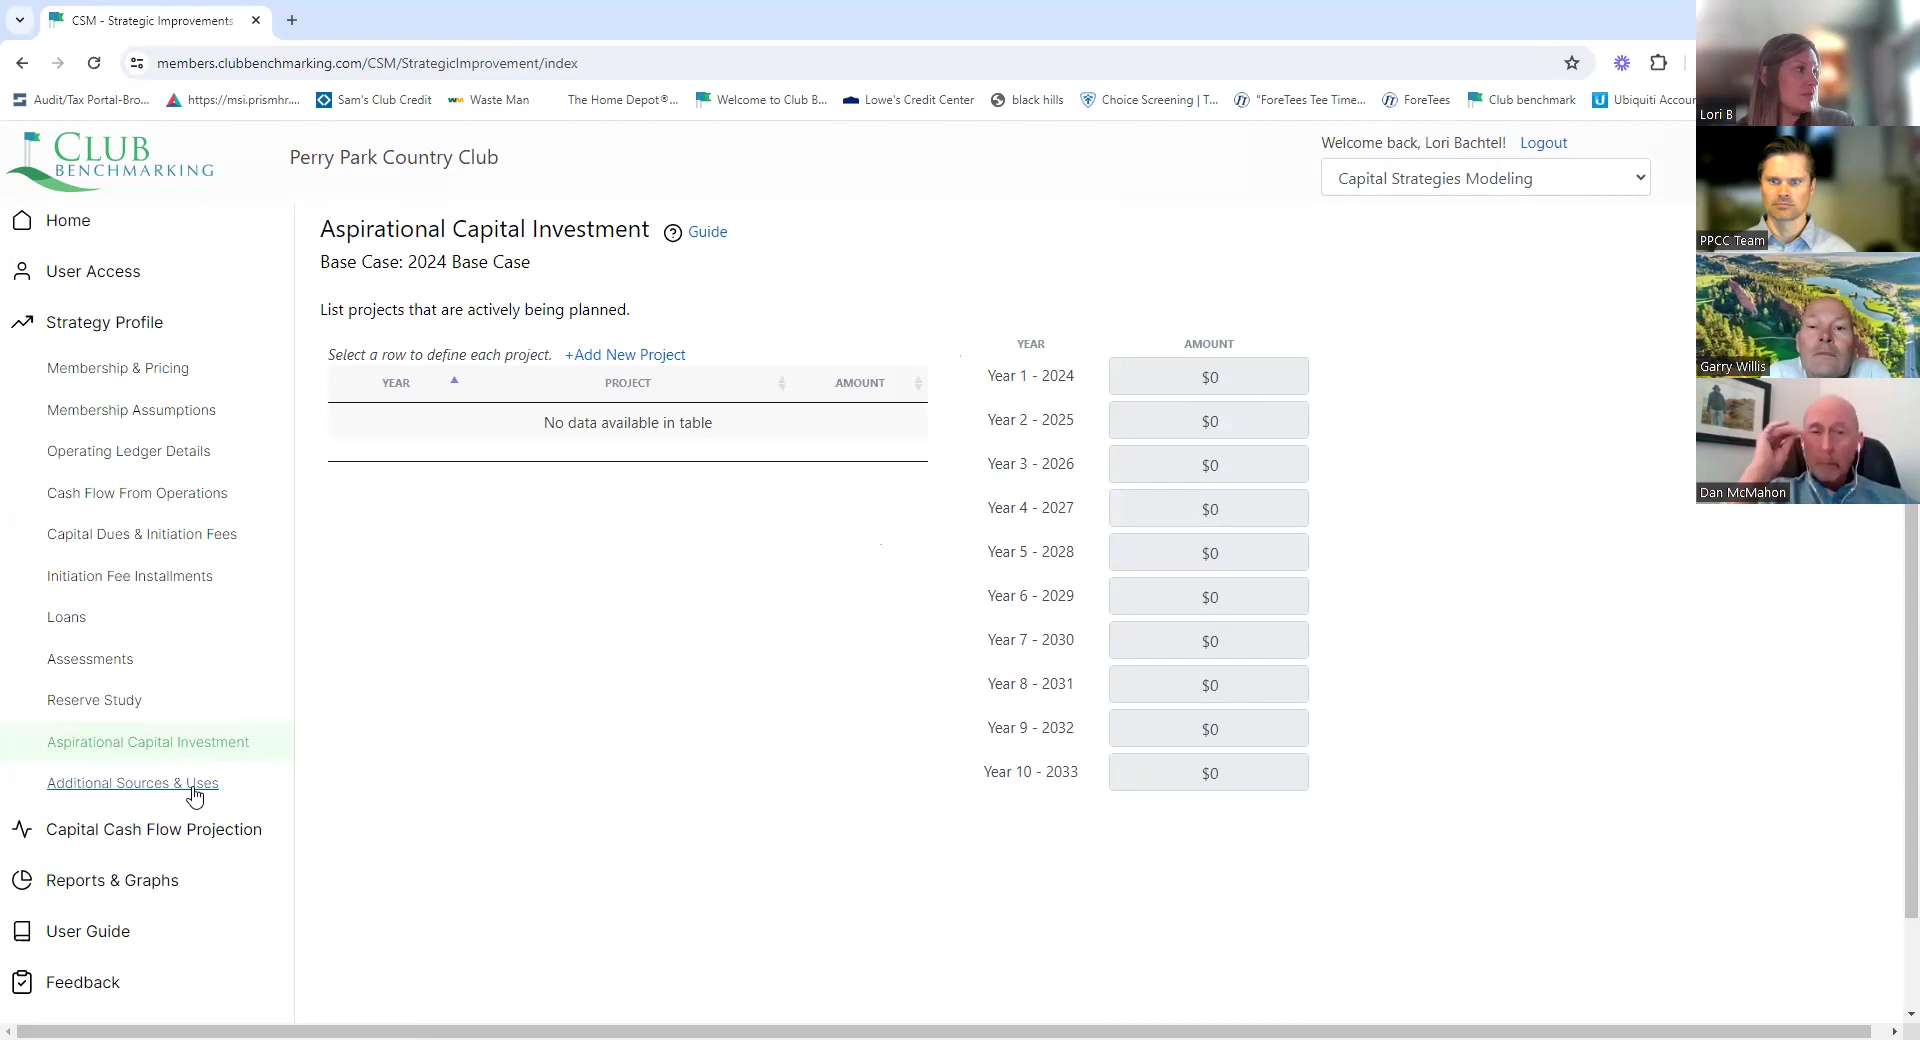 CSM - Strategic Improvements
members.clubbenchmarking.com/CSM/StrategicImprovement/index
Audit/Tax Portal-Bro...
https://msi.prismhr....
Sam's Club Credit
Waste Man
The Home Depot®...
Welcome to Club B...
Lowe's Credit Center
black hills
Choice Screening | T...
"ForeTees Tee Time...
ForeTees
Club benchmark
Ubiquiti Accou
Lori B
CLUB
BENCHMARKING
Perry Park Country Club
Welcome back, Lori Bachtel! Logout
Capital Strategies Modeling
PPCC Team
Garry Willis
Dan McMahon
Home
User Access
Strategy Profile
Membership & Pricing
Membership Assumptions
Operating Ledger Details
Cash Flow From Operations
Capital Dues & Initiation Fees
Initiation Fee Installments
Loans
Assessments
Reserve Study
Aspirational Capital Investment
Additional Sources & Uses
Capital Cash Flow Projection
Reports & Graphs
User Guide
Feedback
Aspirational Capital Investment ? Guide
Base Case: 2024 Base Case
List projects that are actively being planned.
Select a row to define each project. +Add New Project
YEAR PROJECT AMOUNT
No data available in table
YEAR AMOUNT
Year 1 - 2024 $0
Year 2 - 2025 $0
Year 3 - 2026 $0
Year 4 - 2027 $0
Year 5 - 2028 $0
Year 6 - 2029 $0
Year 7 - 2030 $0
Year 8 - 2031 $0
Year 9 - 2032 $0
Year 10 - 2033 $0